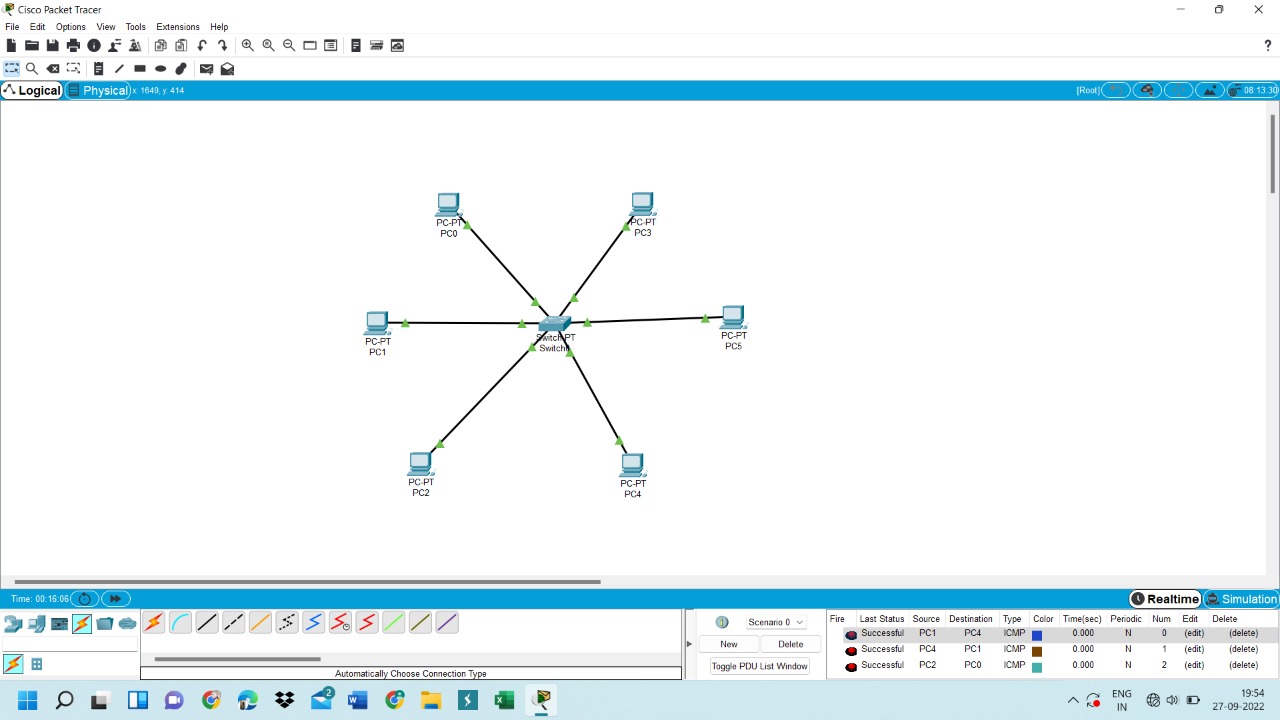 Cisco Packet Tracer
File Edit Options View Tools Extensions Help
?
Logical Physical x: 1649, y: 414 [Root] 08:13:30
PC-PT
PC0
PC-PT
PC3
PC-PT
PC1
Switch-PT
Switch0
PC-PT
PC5
PC-PT
PC2
PC-PT
PC4
Time: 00:16:06 Realtime Simulation
Scenario 0
New Delete
Toggle PDU List Window
Automatically Choose Connection Type
Fire Last Status Source Destination Type Color Time(sec) Periodic Num Edit Delete
Successful PC1 PC4 ICMP 0.000 N 0 (edit) (delete)
Successful PC4 PC1 ICMP 0.000 N 1 (edit) (delete)
Successful PC2 PC0 ICMP 0.000 N 2 (edit) (delete)
2
ENG
IN
19:54
27-09-2022